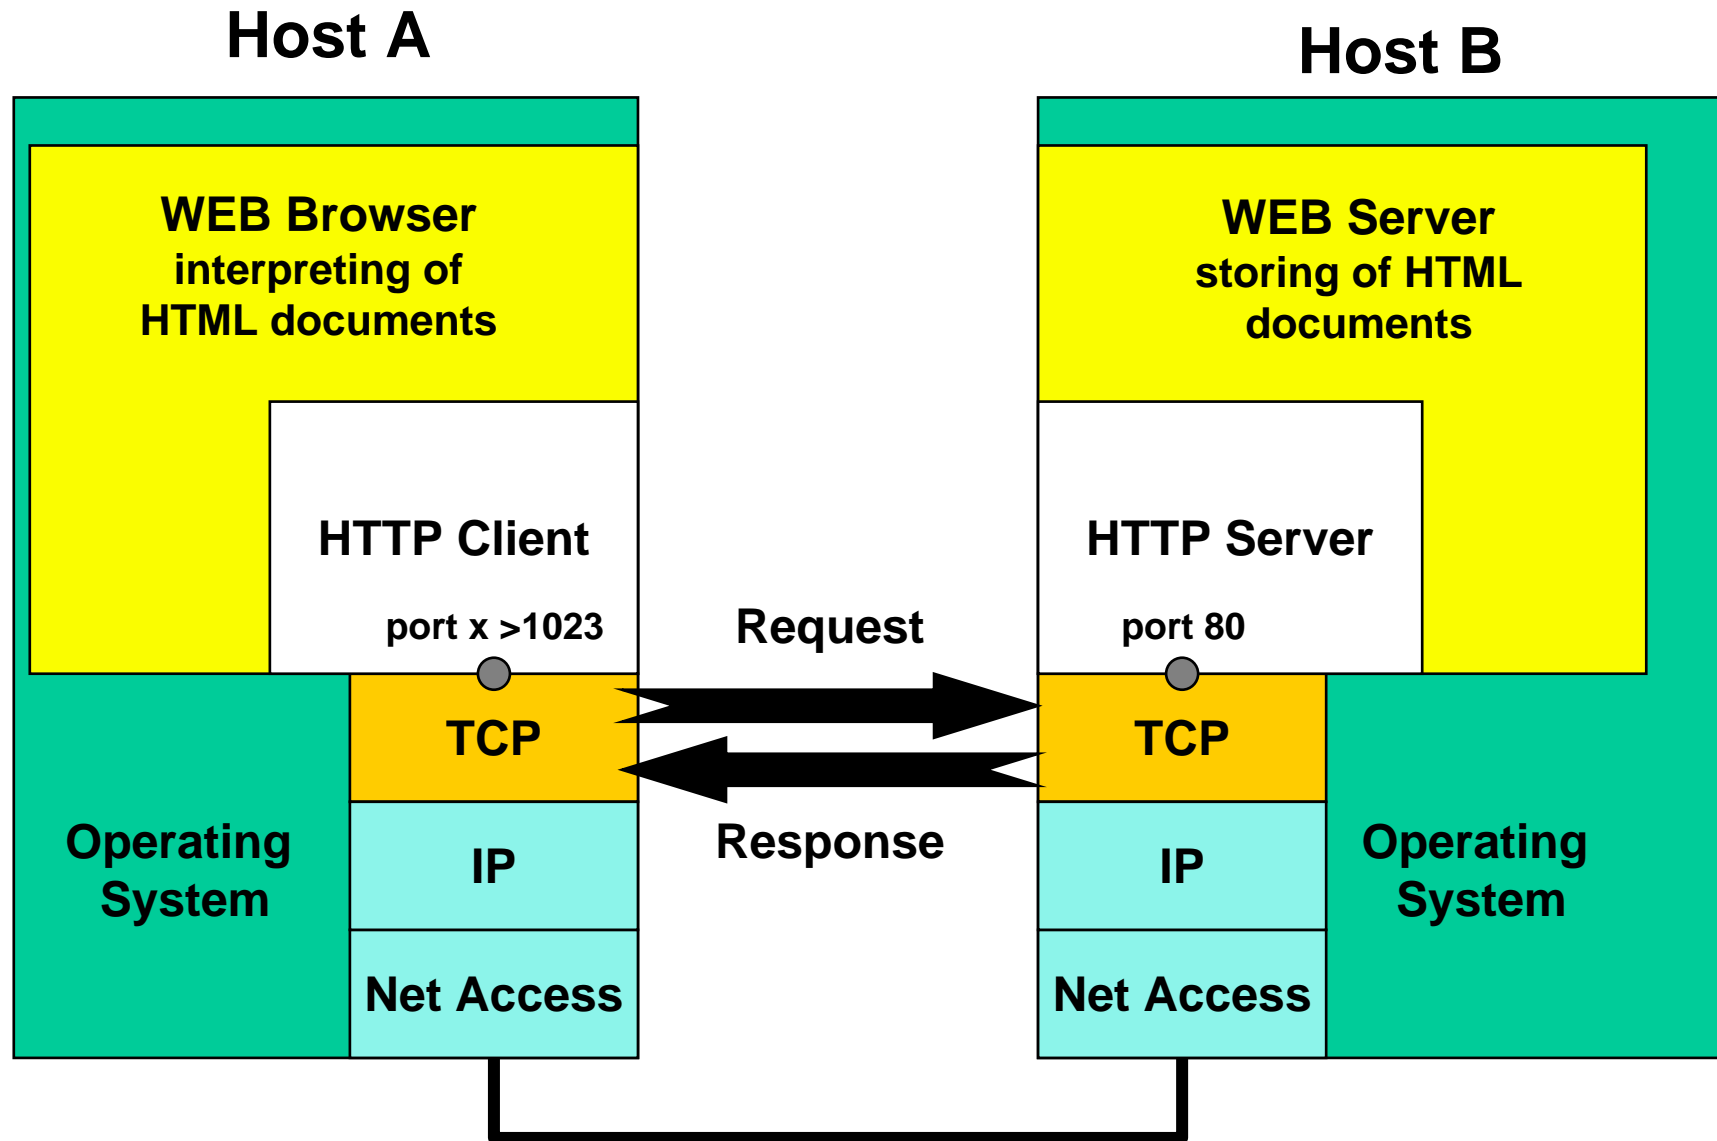 Host A
Host B
WEB Browser
interpreting of
HTML documents
WEB Server
storing of HTML
documents
HTTP Client
port x >1023
Request
HTTP Server
port 80
TCP
TCP
Response
Operating
System
IP
IP
Operating
System
Net Access
Net Access